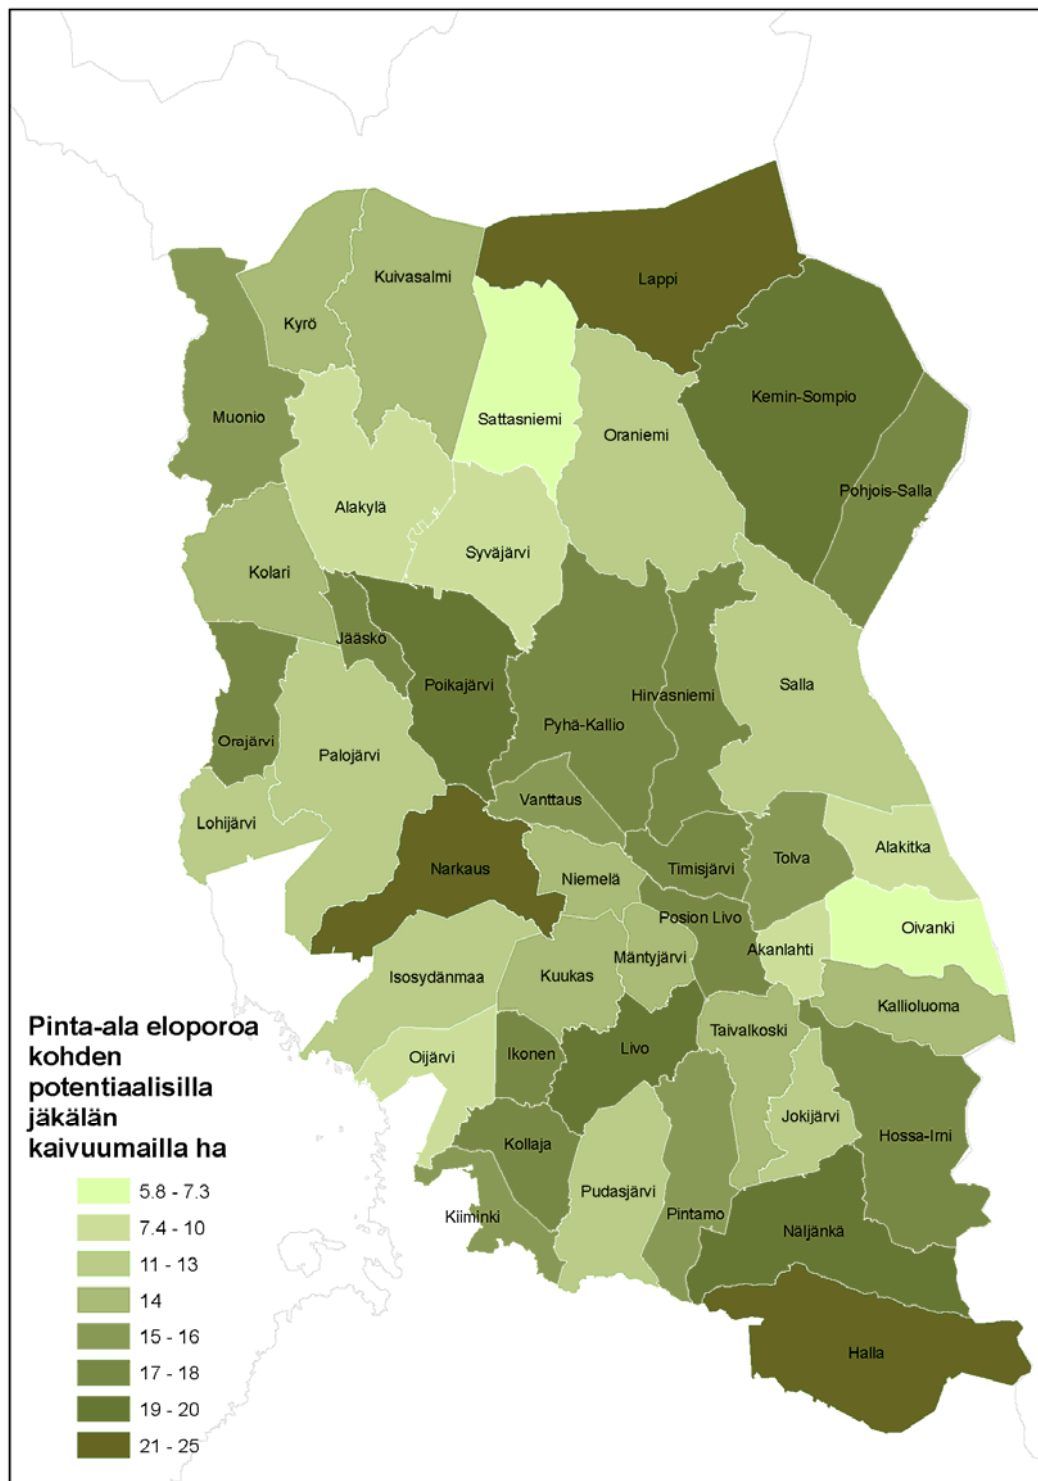 Lappi
Kuivasalmi
Kyrö
Kemin-Sompio
Muonio
Sattasniemi
Oraniemi
Pohjois-Salla
Alakylä
Syväjärvi
Kolari
Jääskö
Poikajärvi
Salla
Hirvasniemi
Pyhä-Kallio
Orajärvi
Palojärvi
Vanttaus
Lohijärvi
Alakitka
Tolva
Timisjärvi
Narkaus
Niemelä
Posion Livo
Oivanki
Akanlahti
Mäntyjärvi
Isosydänmaa
Kuukas
Kallioluoma
Taivalkoski
Livo
Ikonen
Oijärvi
Jokijärvi
Hossa-Irni
Kollaja
Pudasjärvi
Kiiminki
Pintamo
Näljänkä
Halla
Pinta-ala eloporoa
kohden
potentiaalisilla
jäkälän
kaivuumailla ha
5.8 - 7.3
7.4 - 10
11 - 13
14
15 - 16
17 - 18
19 - 20
21 - 25